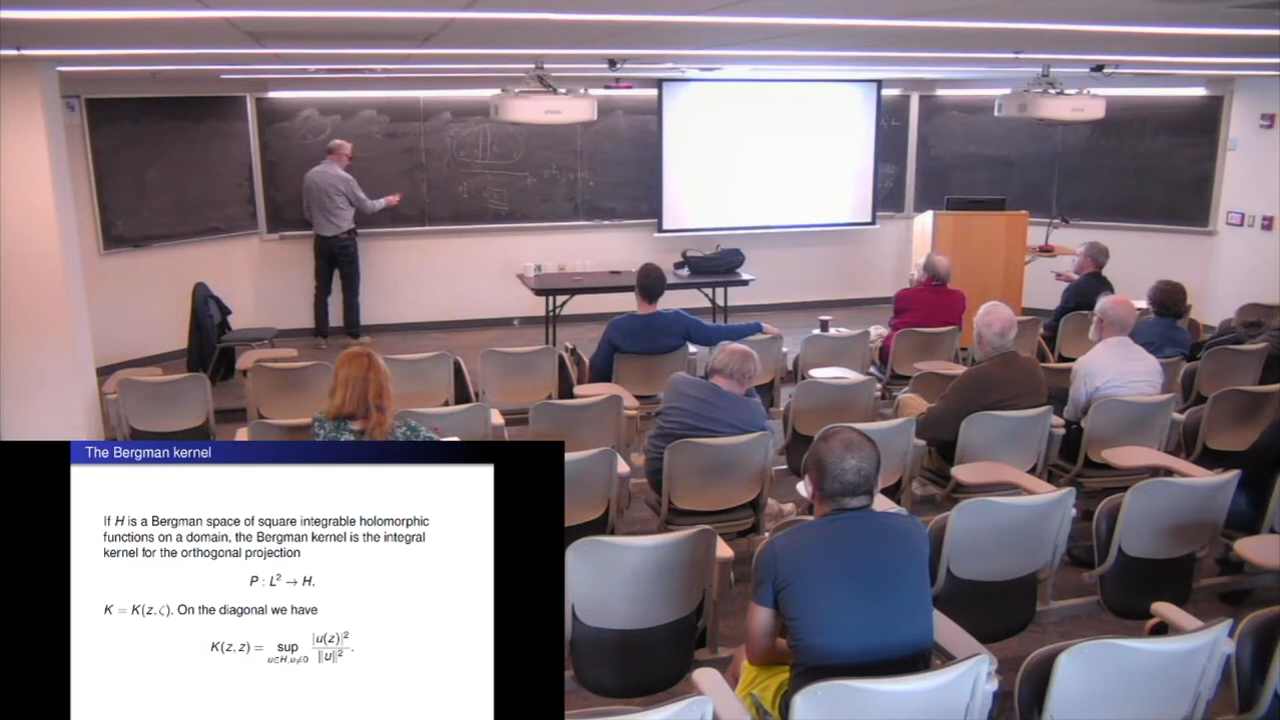 The Bergman kernel
If H is a Bergman space of square integrable holomorphic
functions on a domain, the Bergman kernel is the integral
kernel for the orthogonal projection
P : L² → H.
K = K(z, ζ). On the diagonal we have
K(z, z) = sup_{u∈H, u≠0} |u(z)|² / ‖u‖².